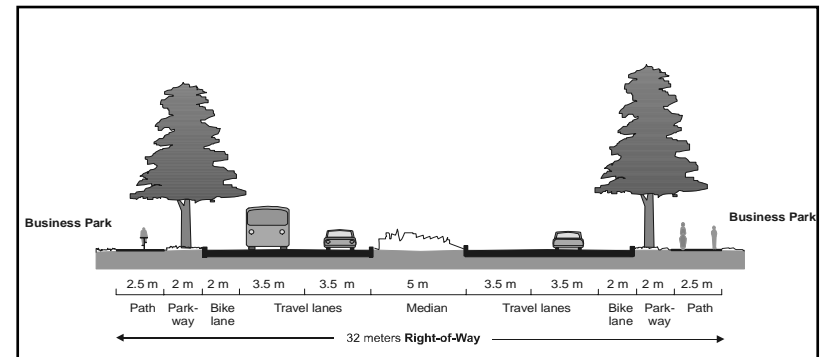 Business Park
Business Park
2.5 m 2 m 2 m 3.5 m 3.5 m 5 m 3.5 m 3.5 m 2 m 2 m 2.5 m
Path Park- Bike Travel lanes Median Travel lanes Bike Park- Path
way lane lane way
32 meters Right-of-Way